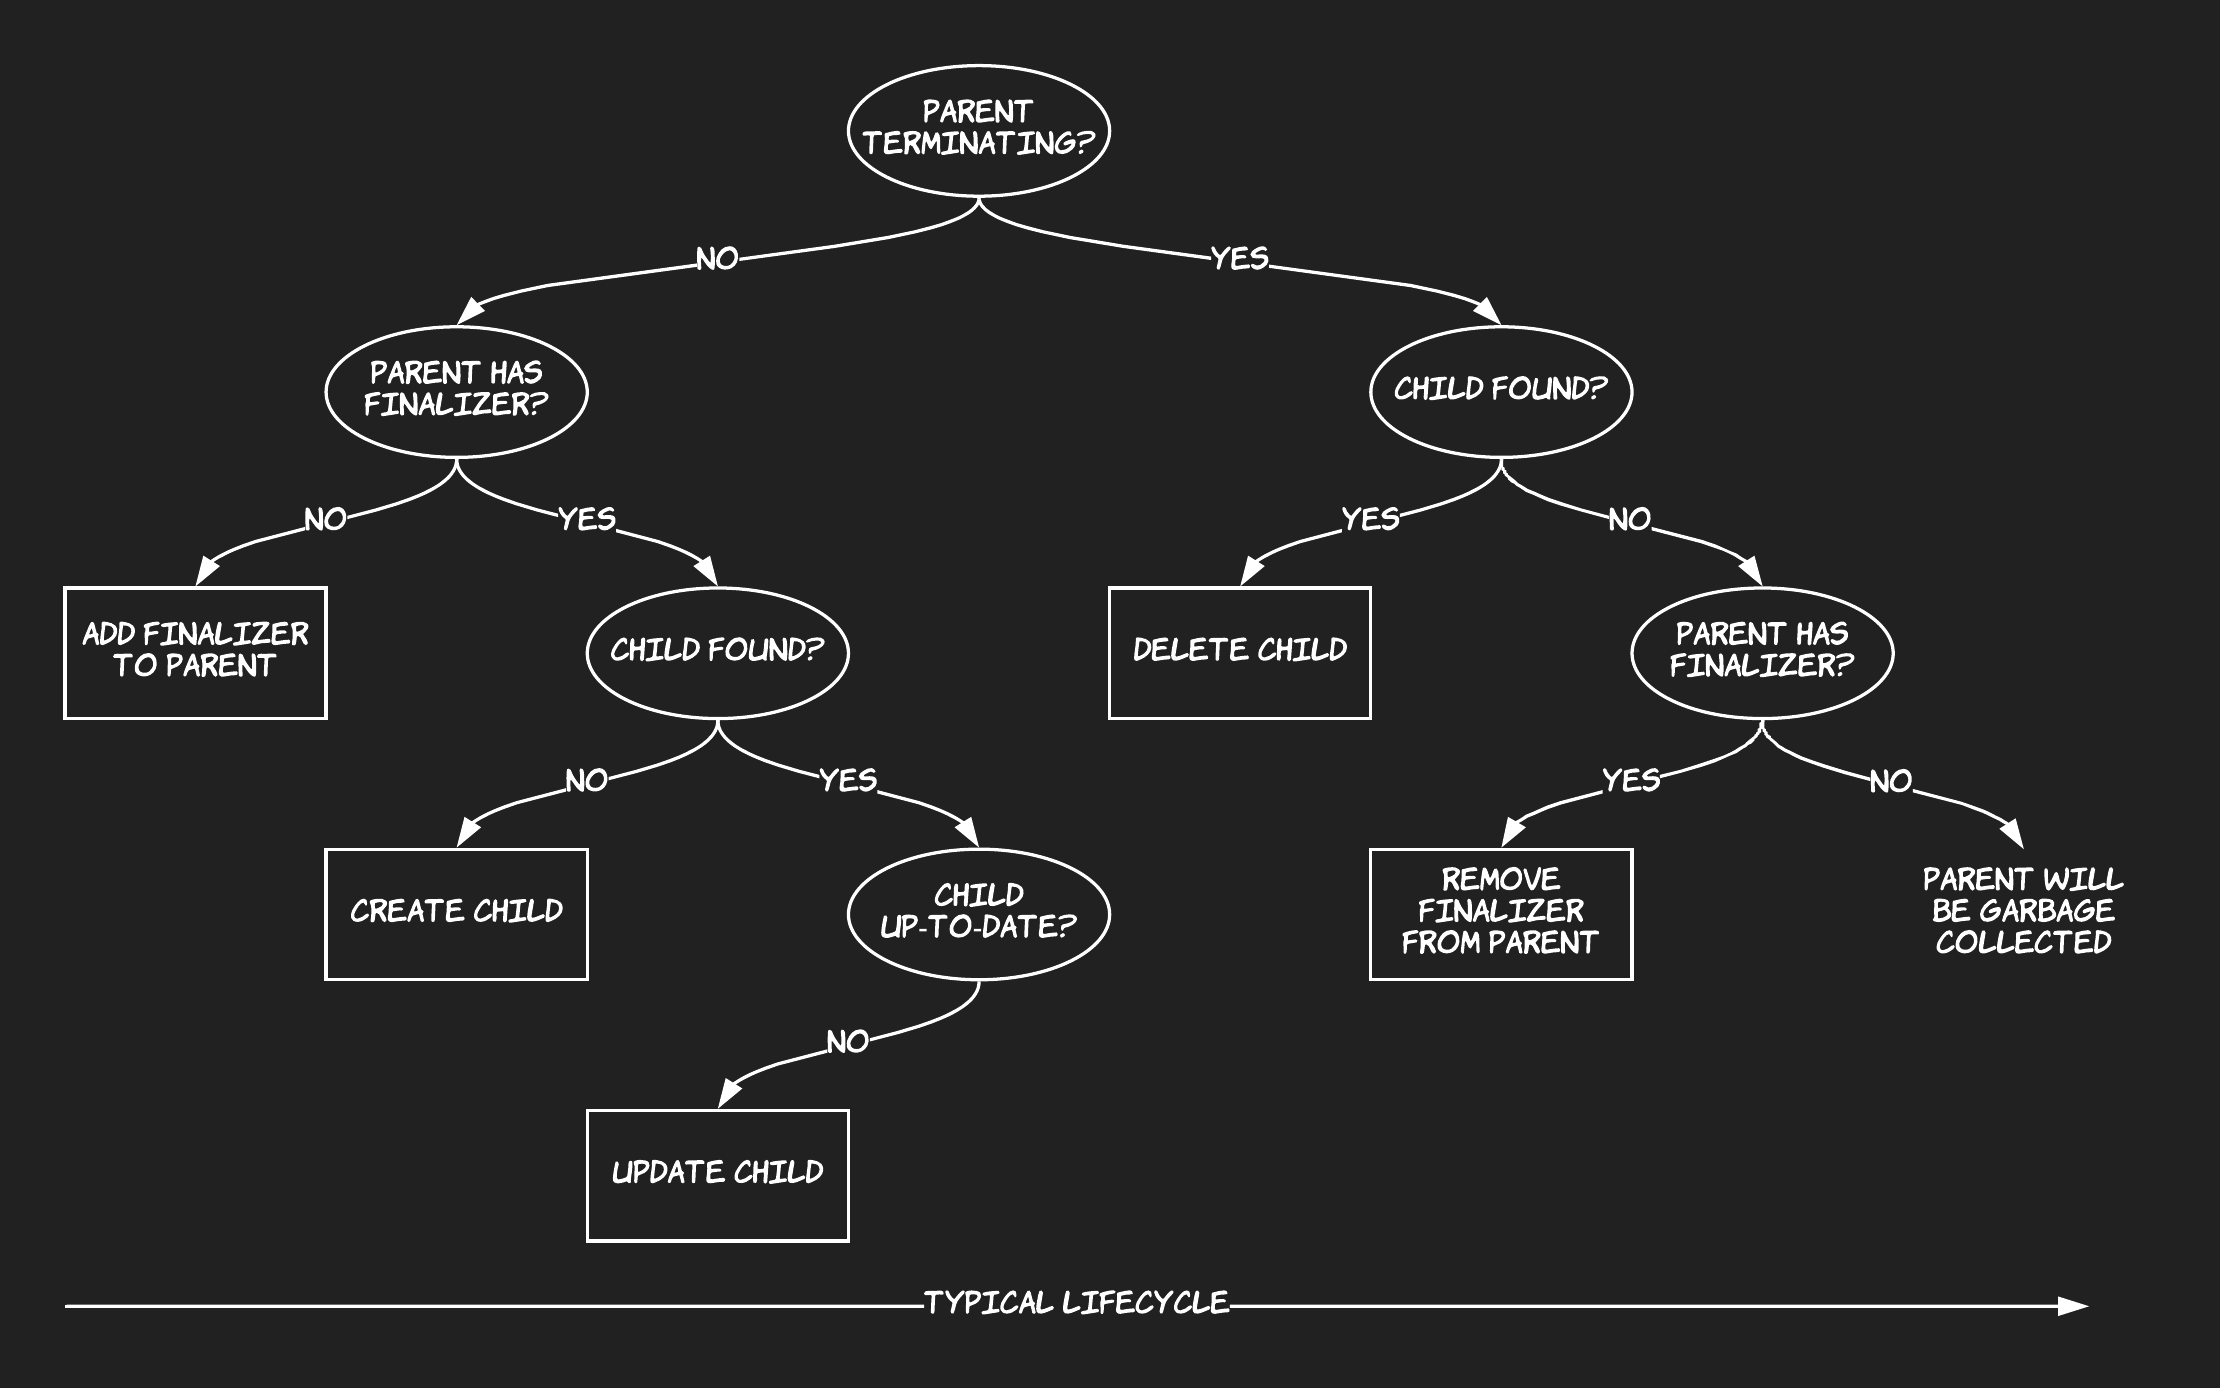 PARENT
TERMINATING?
NO
YES
PARENT HAS
FINALIZER?
CHILD FOUND?
NO
YES
YES
NO
ADD FINALIZER
TO PARENT
CHILD FOUND?
DELETE CHILD
PARENT HAS
FINALIZER?
NO
YES
YES
NO
CREATE CHILD
CHILD
UP-TO-DATE?
REMOVE
FINALIZER
FROM PARENT
PARENT WILL
BE GARBAGE
COLLECTED
NO
UPDATE CHILD
TYPICAL LIFECYCLE